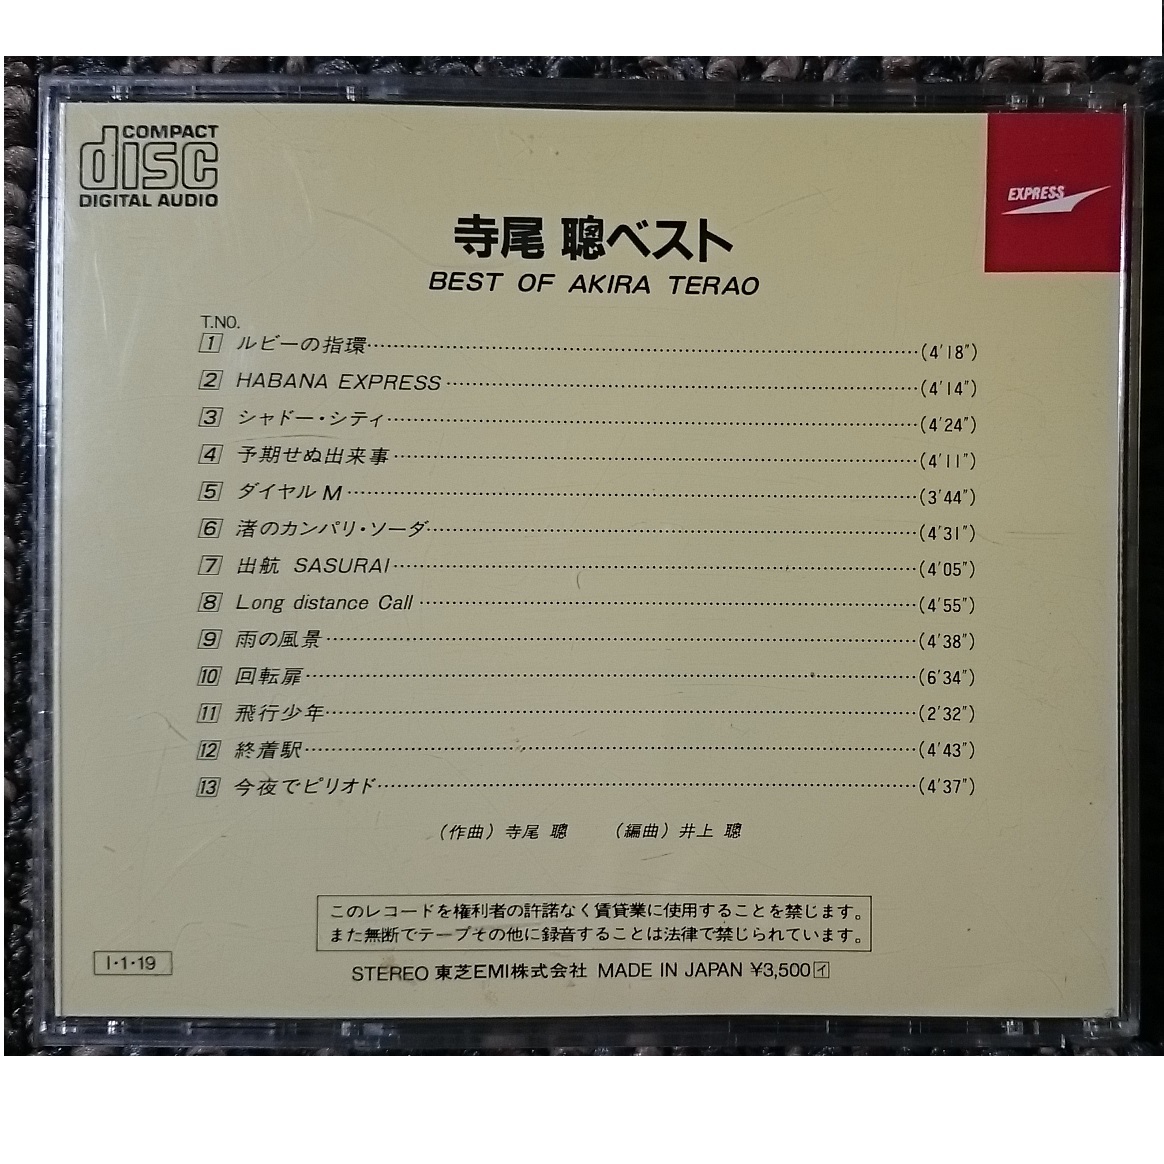 COMPACT
disc
DIGITAL AUDIO
EXPRESS
寺尾 聰ベスト
BEST OF AKIRA TERAO
T.NO.
1 ルビーの指環……(4'18")
2 HABANA EXPRESS……(4'14")
3 シャドー・シティ……(4'24")
4 予期せぬ出来事……(4'11")
5 ダイヤルM……(3'44")
6 渚のカンパリ・ソーダ……(4'31")
7 出航 SASURAI……(4'05")
8 Long distance Call……(4'55")
9 雨の風景……(4'38")
10 回転扉……(6'34")
11 飛行少年……(2'32")
12 終着駅……(4'43")
13 今夜でピリオド……(4'37")
(作曲) 寺尾 聰 (編曲) 井上 聰
このレコードを権利者の許諾なく賃貸業に使用することを禁じます。
また無断でテープその他に録音することは法律で禁じられています。
I・1・19
STEREO 東芝EMI株式会社 MADE IN JAPAN ¥3,500イ